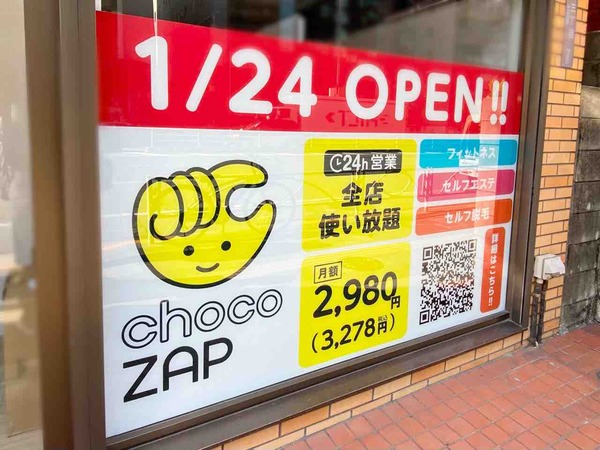 1/24 OPEN!!
24h営業
全店
使い放題
フィットネス
セルフエステ
セルフ脱毛
月額
2,980円
(3,278円税込)
詳細はこちら!!
choco
ZAP